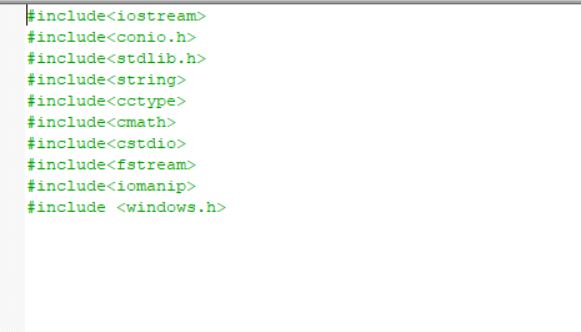 #include<iostream>
#include<conio.h>
#include<stdlib.h>
#include<string>
#include<cctype>
#include<cmath>
#include<cstdio>
#include<fstream>
#include<iomanip>
#include <windows.h>